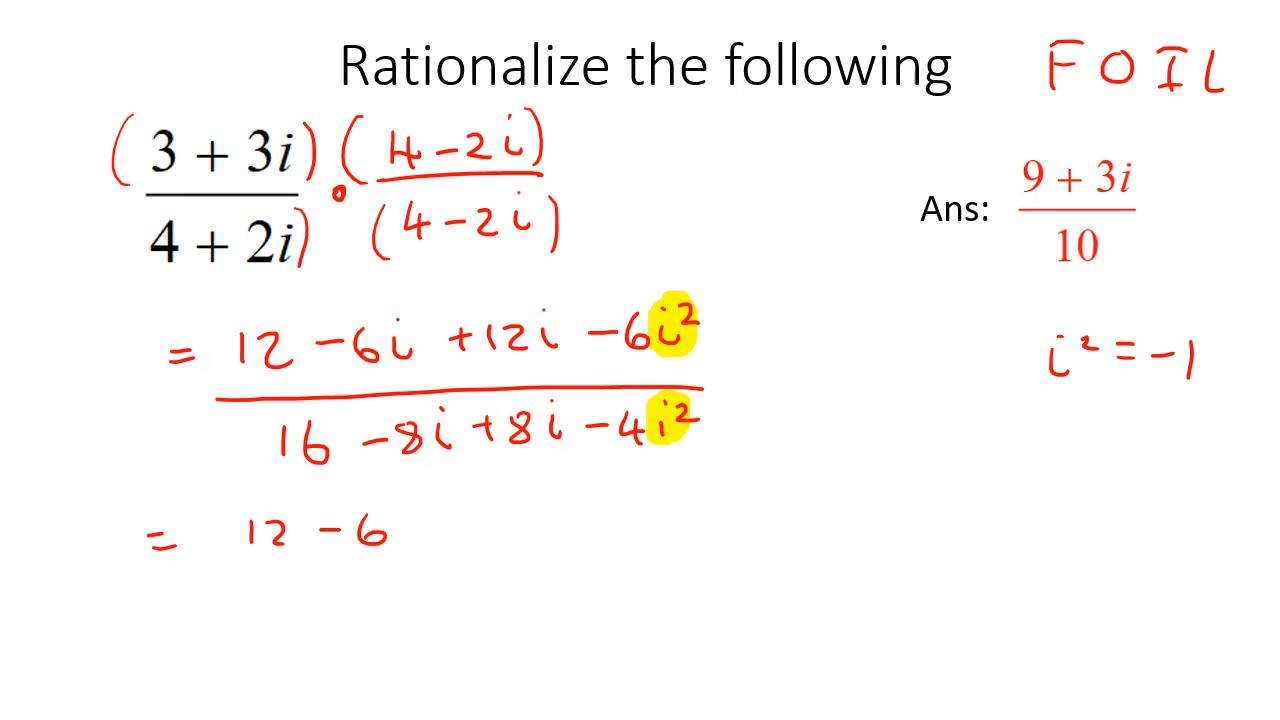 Rationalize the following
F O I L
(3 + 3i) (4 - 2i)
4 + 2i) • (4 - 2i)
Ans: 9 + 3i
10
= 12 - 6i + 12i - 6i²
16 - 8i + 8i - 4i²
i² = -1
= 12 - 6